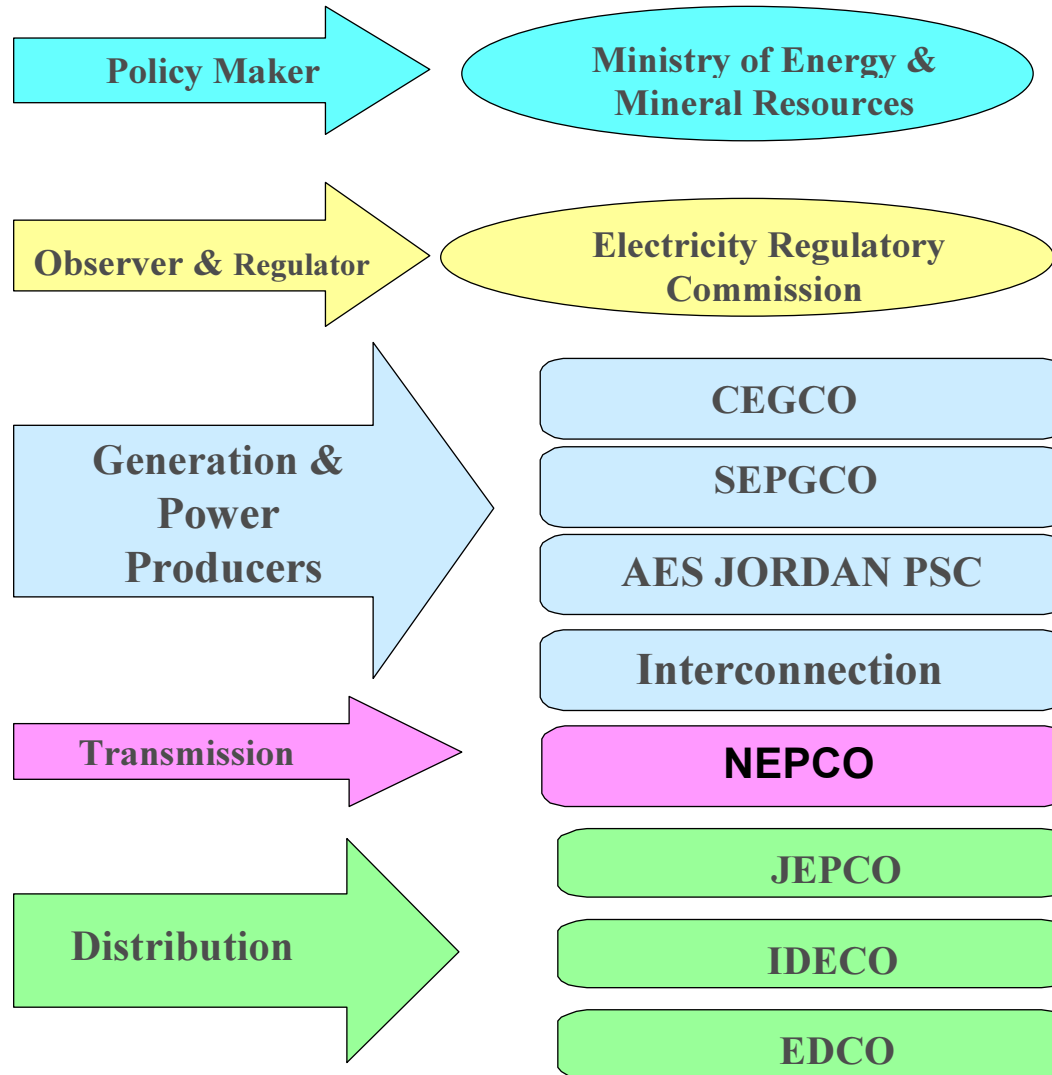 Policy Maker
Ministry of Energy &
Mineral Resources
Observer & Regulator
Electricity Regulatory
Commission
Generation &
Power
Producers
CEGCO
SEPGCO
AES JORDAN PSC
Interconnection
Transmission
NEPCO
Distribution
JEPCO
IDECO
EDCO